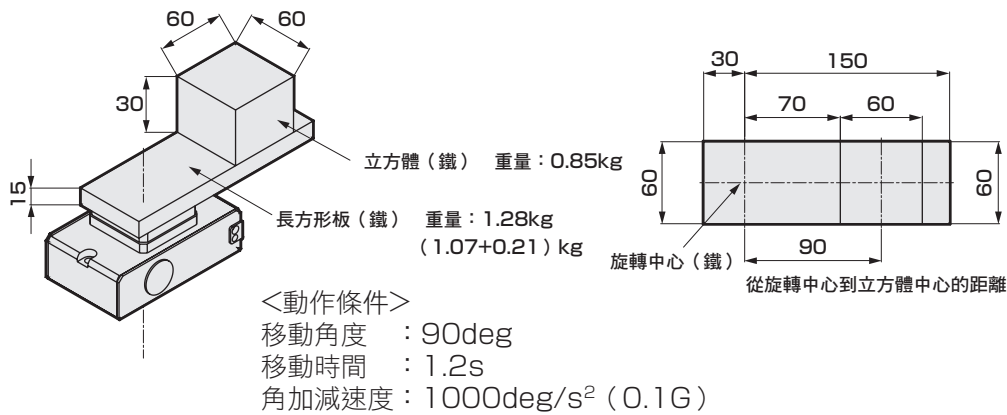 60
60
30
15
立方體（鐵） 重量：0.85kg
長方形板（鐵） 重量：1.28kg
（1.07+0.21）kg
30
150
70
60
60
60
90
旋轉中心（鐵）
從旋轉中心到立方體中心的距離
＜動作條件＞
移動角度 ：90deg
移動時間 ：1.2s
角加減速度：1000deg/s²（0.1G）